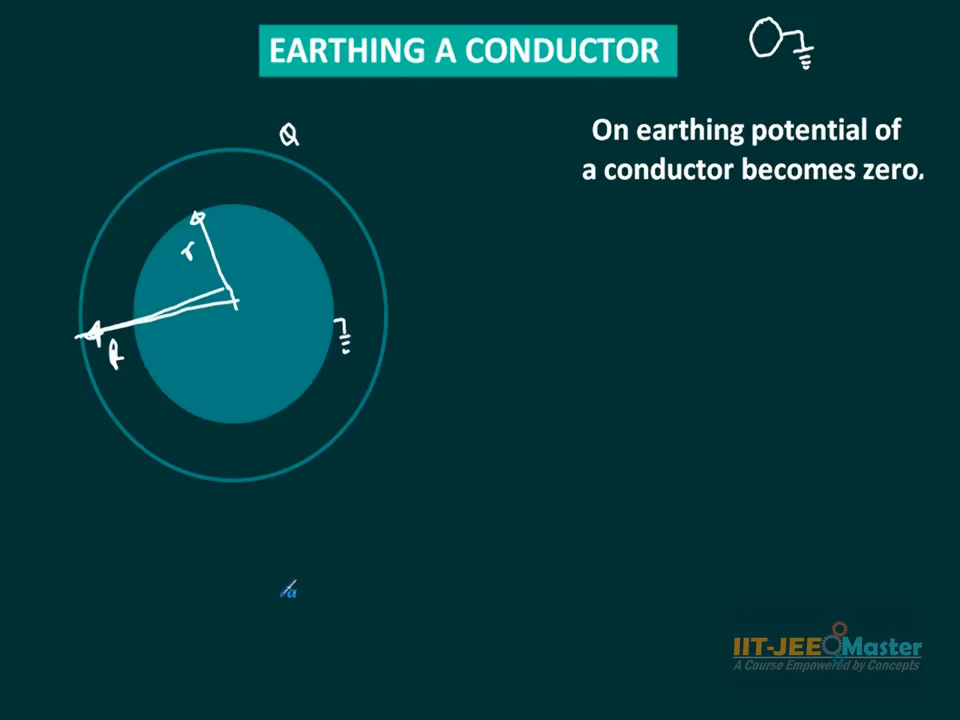 EARTHING A CONDUCTOR
On earthing potential of
a conductor becomes zero.
Q
r
R
IIT-JEE Master
A Course Empowered by Concepts